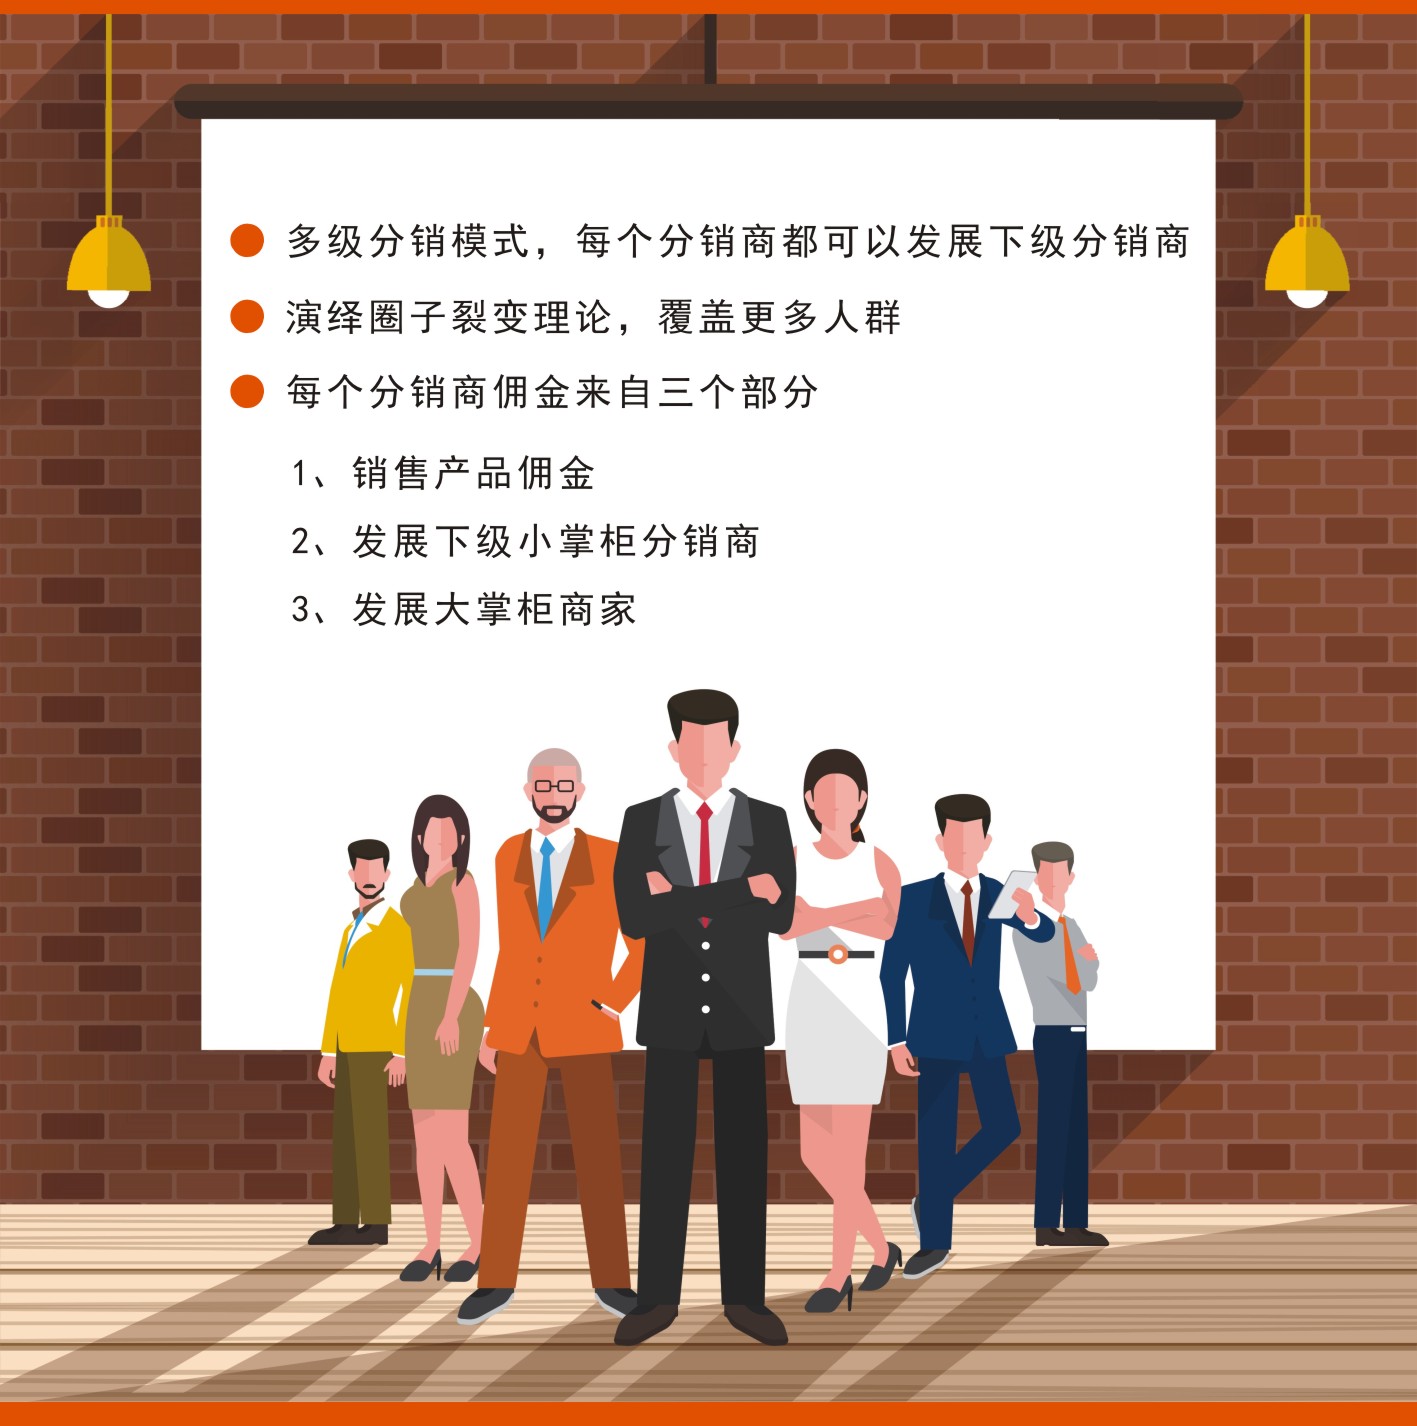 多级分销模式，每个分销商都可以发展下级分销商
演绎圈子裂变理论，覆盖更多人群
每个分销商佣金来自三个部分
1、销售产品佣金
2、发展下级小掌柜分销商
3、发展大掌柜商家